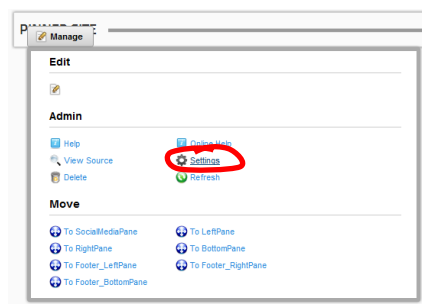 Manage
Edit
Admin
Help
Online Help
View Source
Settings
Delete
Refresh
Move
To SocialMediaPane
To LeftPane
To RightPane
To BottomPane
To Footer_LeftPane
To Footer_RightPane
To Footer_BottomPane